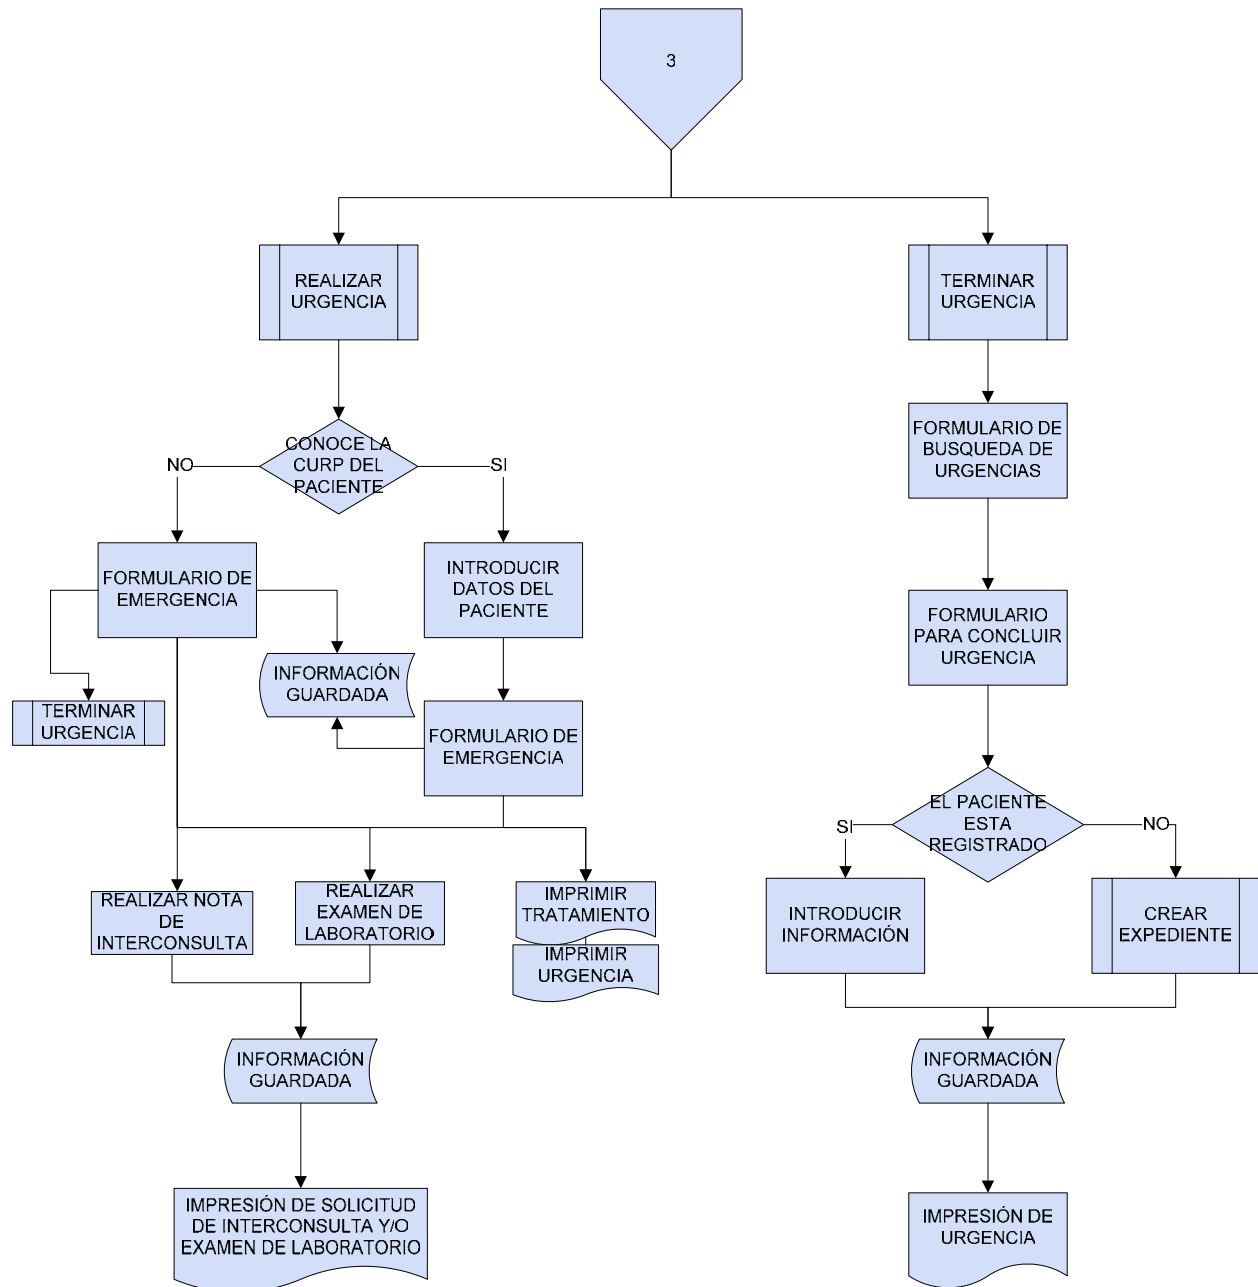 3
REALIZAR
URGENCIA
TERMINAR
URGENCIA
CONOCE LA
CURP DEL
PACIENTE
NO
SI
FORMULARIO DE
BUSQUEDA DE
URGENCIAS
FORMULARIO DE
EMERGENCIA
INTRODUCIR
DATOS DEL
PACIENTE
FORMULARIO
PARA CONCLUIR
URGENCIA
INFORMACIÓN
GUARDADA
TERMINAR
URGENCIA
FORMULARIO DE
EMERGENCIA
EL PACIENTE
ESTA
REGISTRADO
SI
NO
REALIZAR NOTA
DE
INTERCONSULTA
REALIZAR
EXAMEN DE
LABORATORIO
IMPRIMIR
TRATAMIENTO
IMPRIMIR
URGENCIA
INTRODUCIR
INFORMACIÓN
CREAR
EXPEDIENTE
INFORMACIÓN
GUARDADA
INFORMACIÓN
GUARDADA
IMPRESIÓN DE SOLICITUD
DE INTERCONSULTA Y/O
EXAMEN DE LABORATORIO
IMPRESIÓN DE
URGENCIA